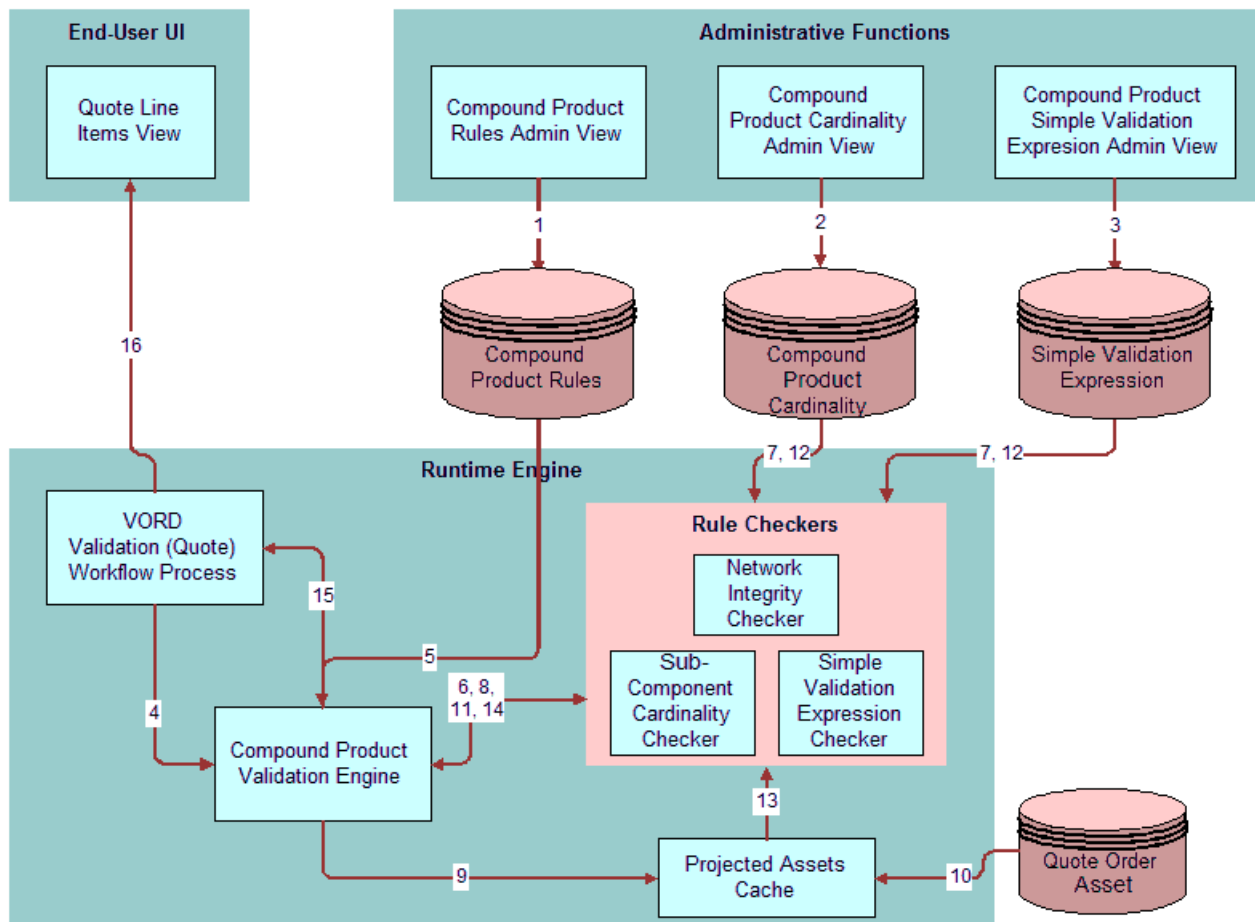 End-User UI
Quote Line
Items View
Administrative Functions
Compound Product
Rules Admin View
Compound
Product Cardinality
Admin View
Compound Product
Simple Validation
Expresion Admin View
1
2
3
16
Compound
Product Rules
Compound
Product
Cardinality
Simple Validation
Expression
7, 12
7, 12
Runtime Engine
VORD
Validation (Quote)
Workflow Process
15
5
4
6, 8,
11, 14
Compound Product
Validation Engine
Rule Checkers
Network
Integrity
Checker
Sub-
Component
Cardinality
Checker
Simple
Validation
Expression
Checker
13
9
Projected Assets
Cache
10
Quote Order
Asset